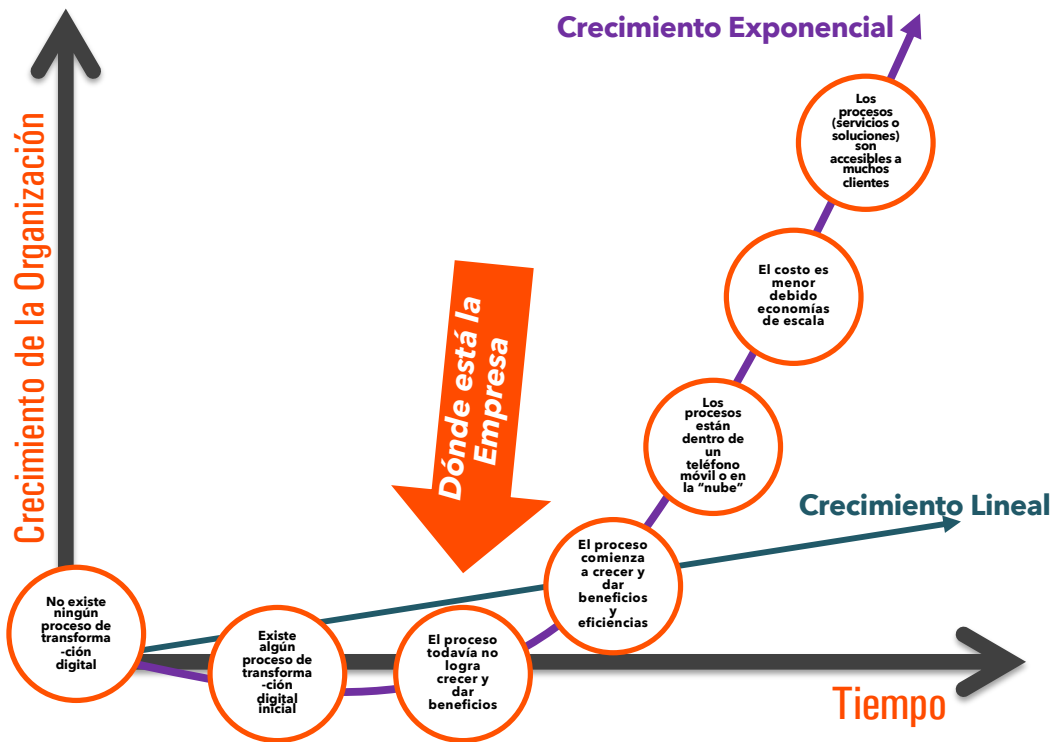 Crecimiento Exponencial
Crecimiento de la Organización
Los
procesos
(servicios o
soluciones)
son
accesibles a
muchos
clientes
El costo es
menor
debido
economías
de escala
Dónde está la
Empresa
Los
procesos
están
dentro de
un
teléfono
móvil o en
la “nube”
Crecimiento Lineal
El proceso
comienza
a crecer y
dar
beneficios
y
eficiencias
No existe
ningún
proceso de
transforma
-ción
digital
Existe
algún
proceso de
transforma
-ción
digital
inicial
El proceso
todavía no
logra
crecer y
dar
beneficios
Tiempo